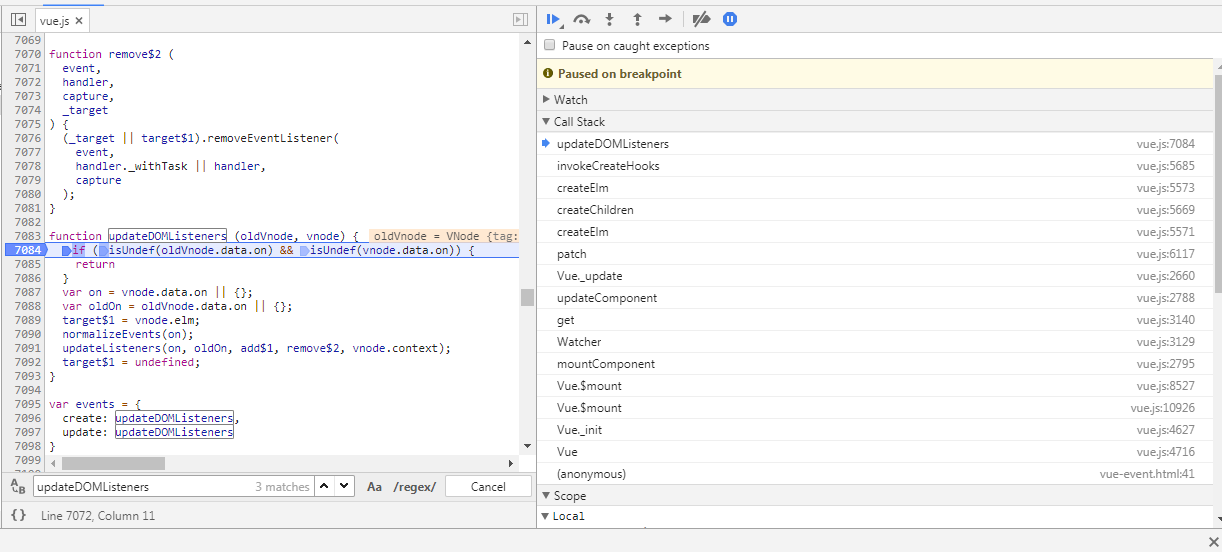 vue.js ×
7069
7070 function remove$2 (
7071 event,
7072 handler,
7073 capture,
7074 _target
7075 ) {
7076 (_target || target$1).removeEventListener(
7077 event,
7078 handler._withTask || handler,
7079 capture
7080 );
7081 }
7082
7083 function updateDOMListeners (oldVnode, vnode) { oldVnode = VNode {tag:
7084 if (isUndef(oldVnode.data.on) && isUndef(vnode.data.on)) {
7085 return
7086 }
7087 var on = vnode.data.on || {};
7088 var oldOn = oldVnode.data.on || {};
7089 target$1 = vnode.elm;
7090 normalizeEvents(on);
7091 updateListeners(on, oldOn, add$1, remove$2, vnode.context);
7092 target$1 = undefined;
7093 }
7094
7095 var events = {
7096 create: updateDOMListeners,
7097 update: updateDOMListeners
7098 }
7099
updateDOMListeners 3 matches Aa /regex/ Cancel
{} Line 7072, Column 11
Pause on caught exceptions
Paused on breakpoint
Watch
Call Stack
updateDOMListeners vue.js:7084
invokeCreateHooks vue.js:5685
createElm vue.js:5573
createChildren vue.js:5669
createElm vue.js:5571
patch vue.js:6117
Vue._update vue.js:2660
updateComponent vue.js:2788
get vue.js:3140
Watcher vue.js:3129
mountComponent vue.js:2795
Vue.$mount vue.js:8527
Vue.$mount vue.js:10926
Vue._init vue.js:4627
Vue vue.js:4716
(anonymous) vue-event.html:41
Scope
Local